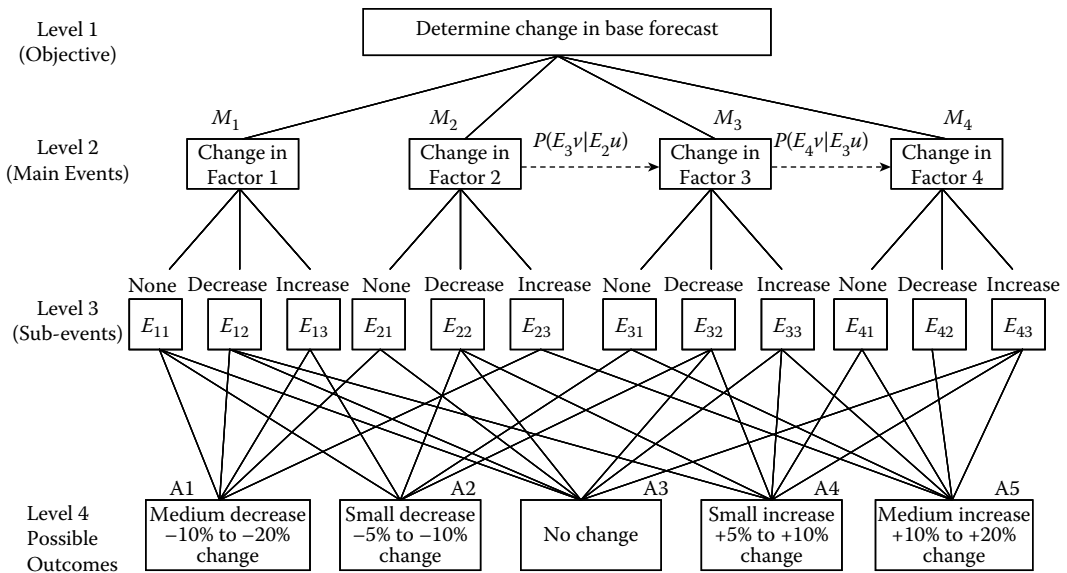 Level 1
(Objective)
Determine change in base forecast
M1
M2
M3
M4
Level 2
(Main Events)
Change in
Factor 1
Change in
Factor 2
P(E3v|E2u)
Change in
Factor 3
P(E4v|E3u)
Change in
Factor 4
None Decrease Increase None Decrease Increase None Decrease Increase None Decrease Increase
Level 3
(Sub-events)
E11 E12 E13 E21 E22 E23 E31 E32 E33 E41 E42 E43
A1
A2
A3
A4
A5
Level 4
Possible
Outcomes
Medium decrease
−10% to −20%
change
Small decrease
−5% to −10%
change
No change
Small increase
+5% to +10%
change
Medium increase
+10% to +20%
change